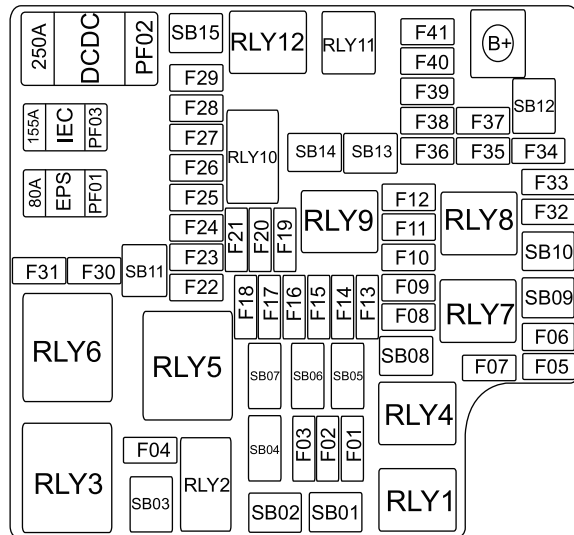 250A DCDC PF02
SB15
RLY12
RLY11
F41
B+
F40
F29
F39
SB12
F28
155A IEC PF03
F27
RLY10
F38
F37
F26
SB14
SB13
F36
F35
F34
80A EPS PF01
F25
F12
F33
RLY9
RLY8
F32
F24
F21
F20
F19
F11
F23
F10
SB10
F31
F30
SB11
F22
F18
F17
F16
F15
F14
F13
F09
SB09
F08
RLY7
RLY6
RLY5
F06
SB08
SB07
SB06
SB05
F07
F05
RLY4
F04
SB04
F03
F02
F01
RLY3
RLY2
SB03
SB02
SB01
RLY1